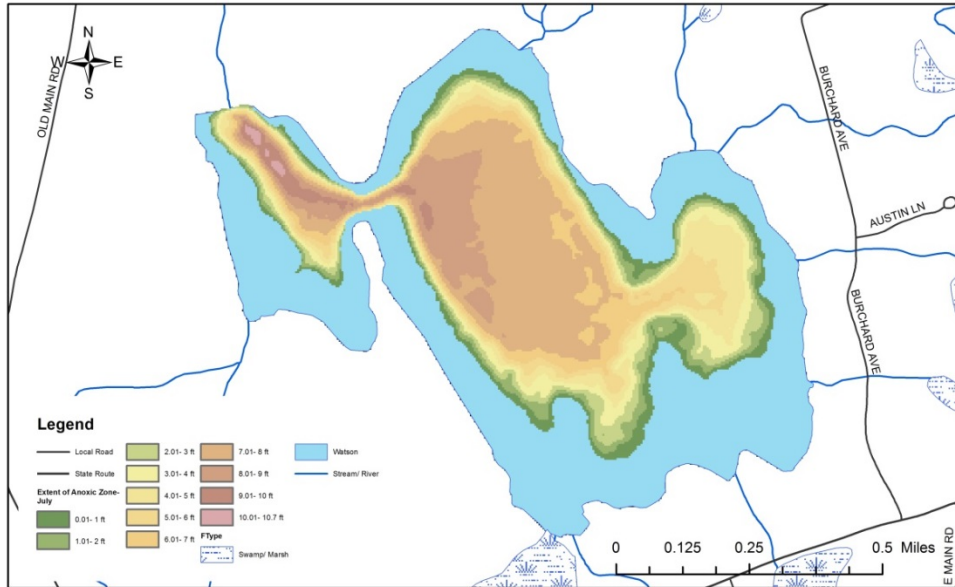 N
W E
S
OLD MAIN RD
BURCHARD AVE
AUSTIN LN
BURCHARD AVE
E MAIN RD
Legend
Local Road
State Route
Extent of Anoxic Zone-
July
0.01- 1 ft
1.01- 2 ft
2.01- 3 ft
3.01- 4 ft
4.01- 5 ft
5.01- 6 ft
6.01- 7 ft
7.01- 8 ft
8.01- 9 ft
9.01- 10 ft
10.01- 10.7 ft
FType
Swamp/ Marsh
Watson
Stream/ River
0 0.125 0.25 0.5 Miles